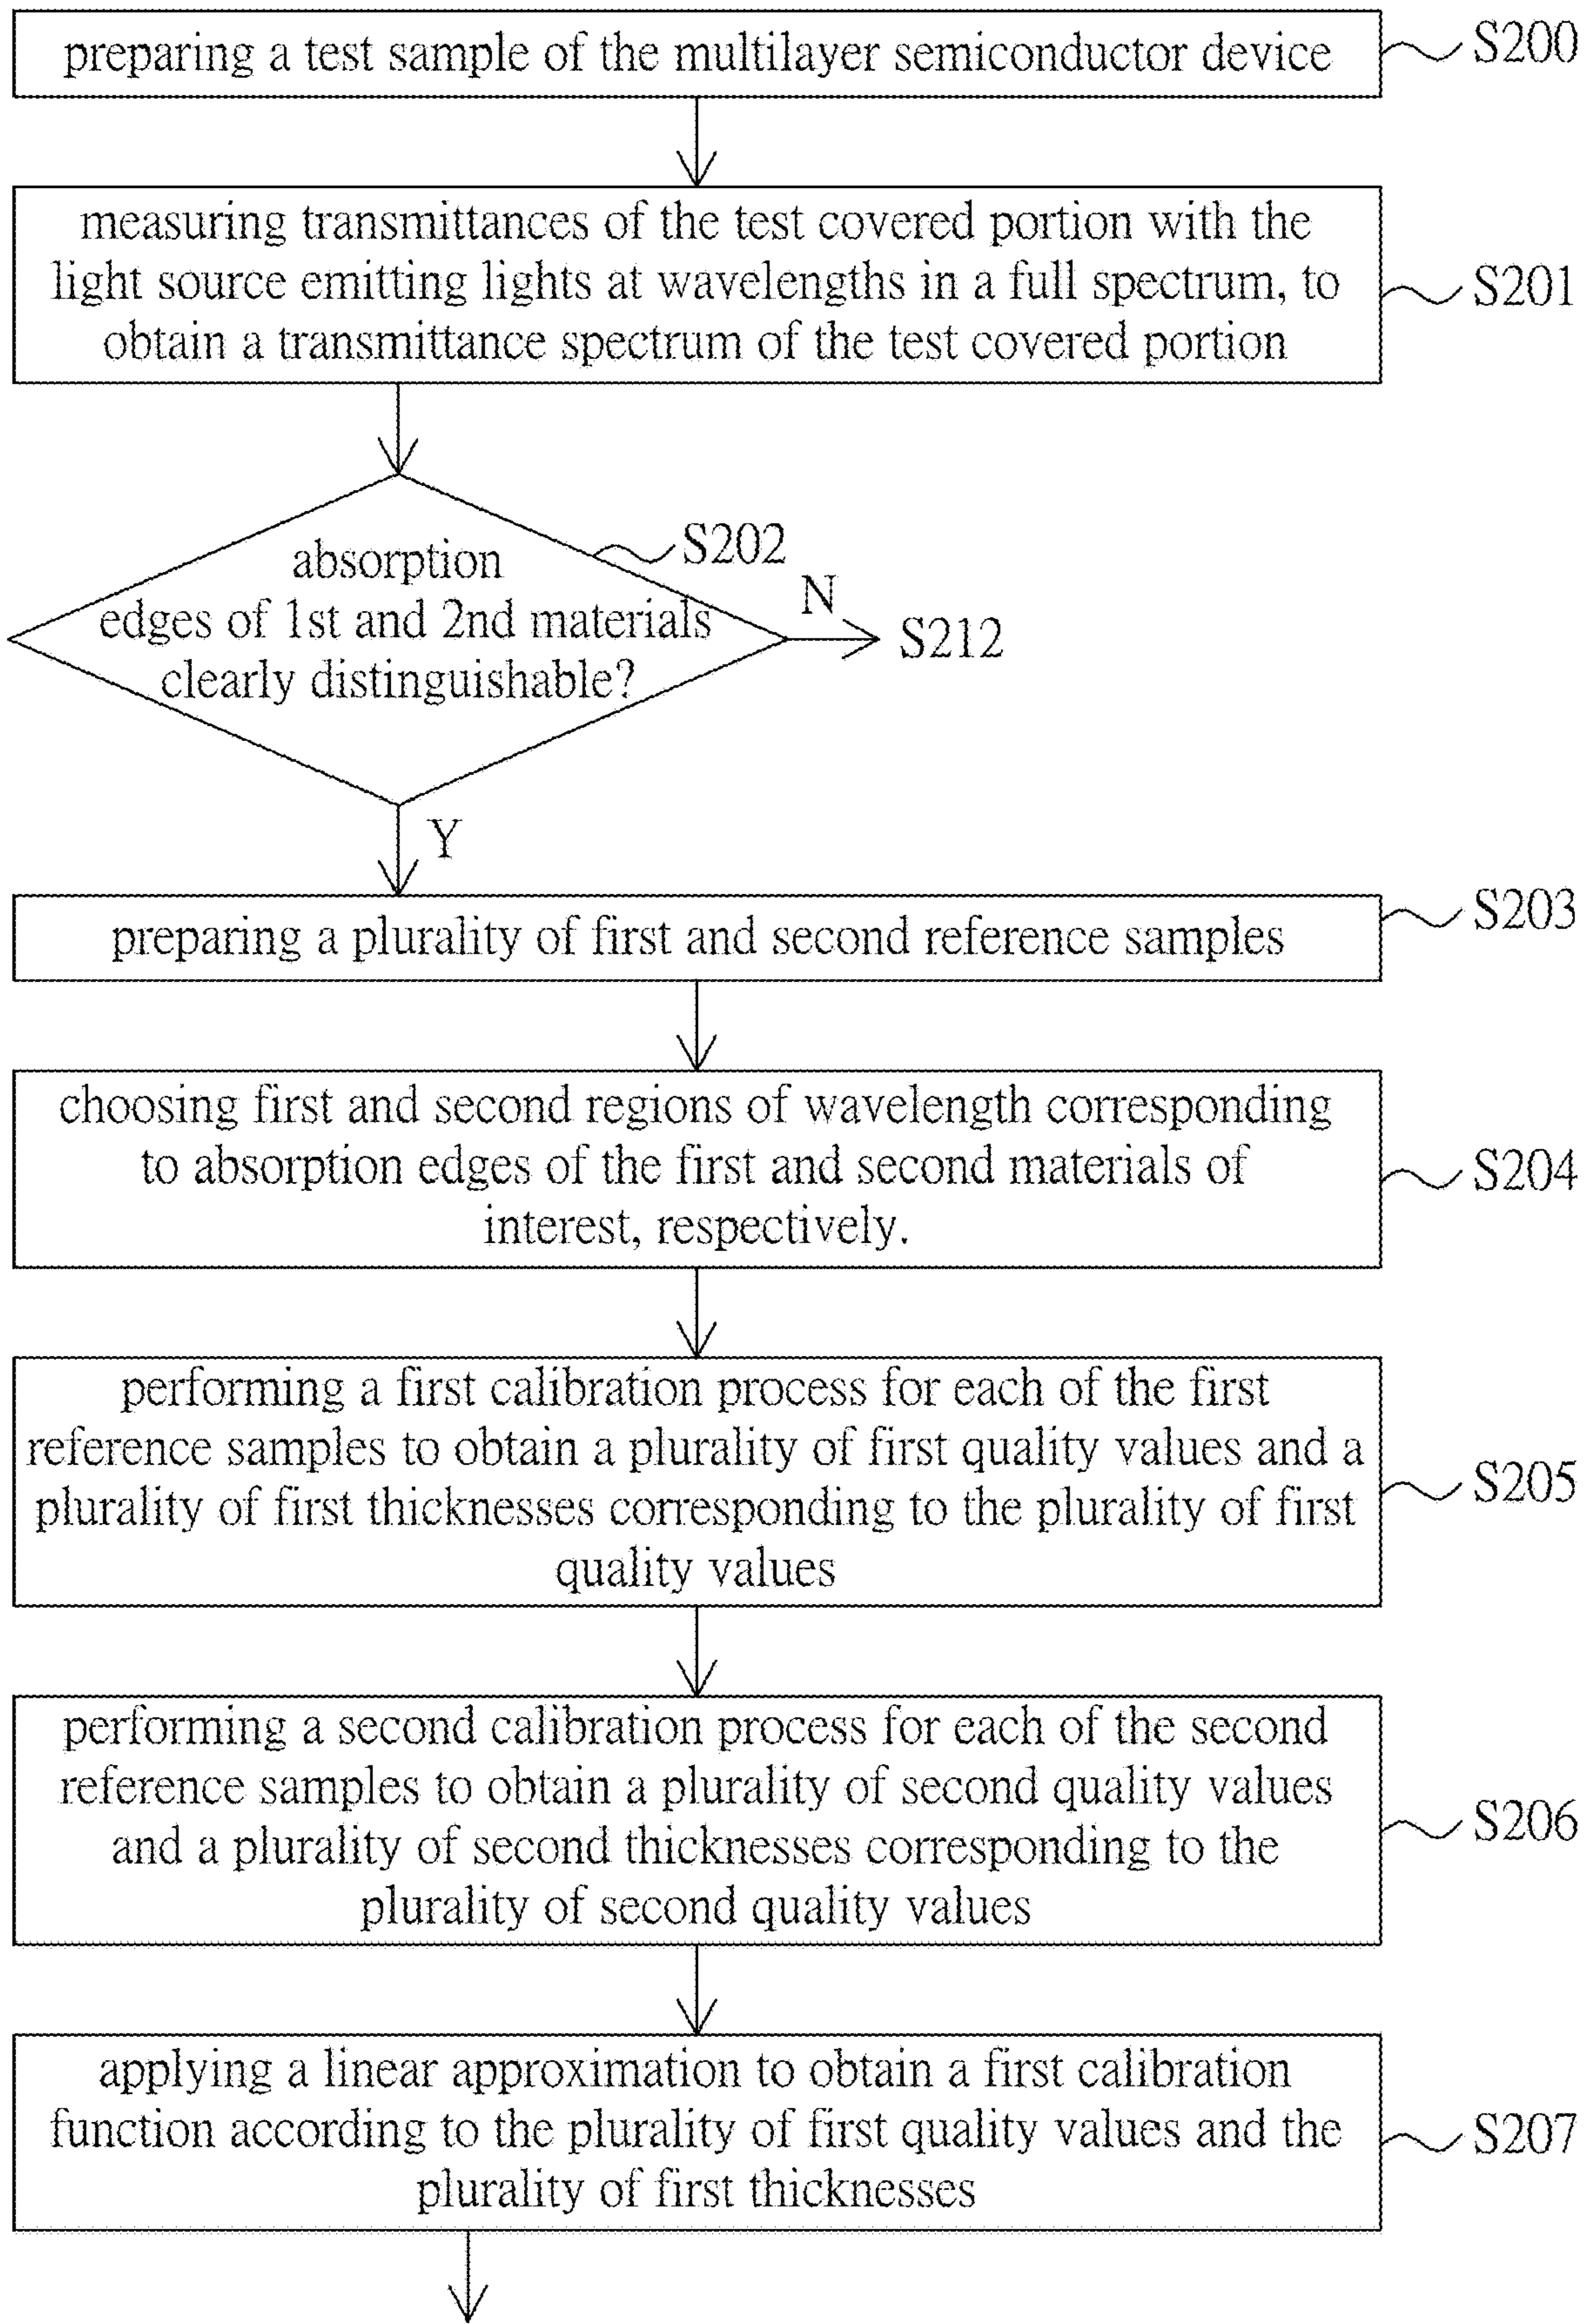 preparing a test sample of the multilayer semiconductor device
S200
measuring transmittances of the test covered portion with the
light source emitting lights at wavelengths in a full spectrum, to
obtain a transmittance spectrum of the test covered portion
S201
absorption
edges of 1st and 2nd materials
clearly distinguishable?
S202
N
S212
Y
preparing a plurality of first and second reference samples
S203
choosing first and second regions of wavelength corresponding
to absorption edges of the first and second materials of
interest, respectively.
S204
performing a first calibration process for each of the first
reference samples to obtain a plurality of first quality values and a
plurality of first thicknesses corresponding to the plurality of first
quality values
S205
performing a second calibration process for each of the second
reference samples to obtain a plurality of second quality values
and a plurality of second thicknesses corresponding to the
plurality of second quality values
S206
applying a linear approximation to obtain a first calibration
function according to the plurality of first quality values and the
plurality of first thicknesses
S207